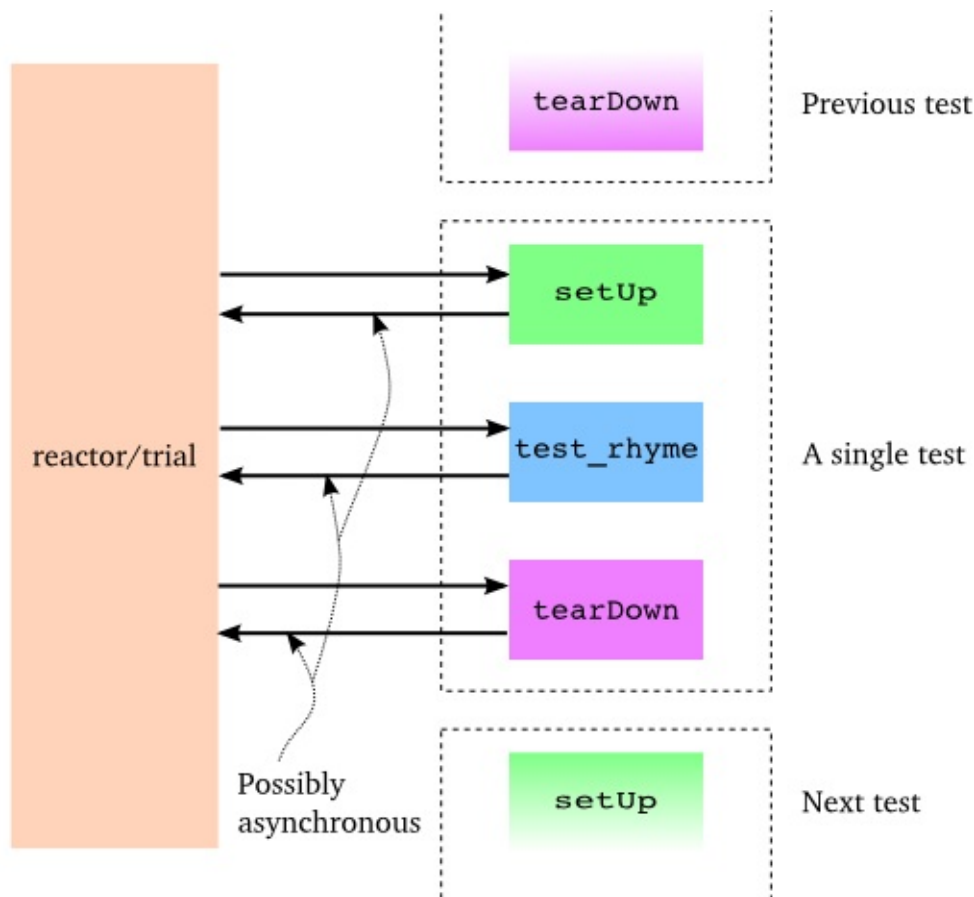 tearDown
Previous test
setUp
reactor/trial
test_rhyme
A single test
tearDown
Possibly
asynchronous
setUp
Next test